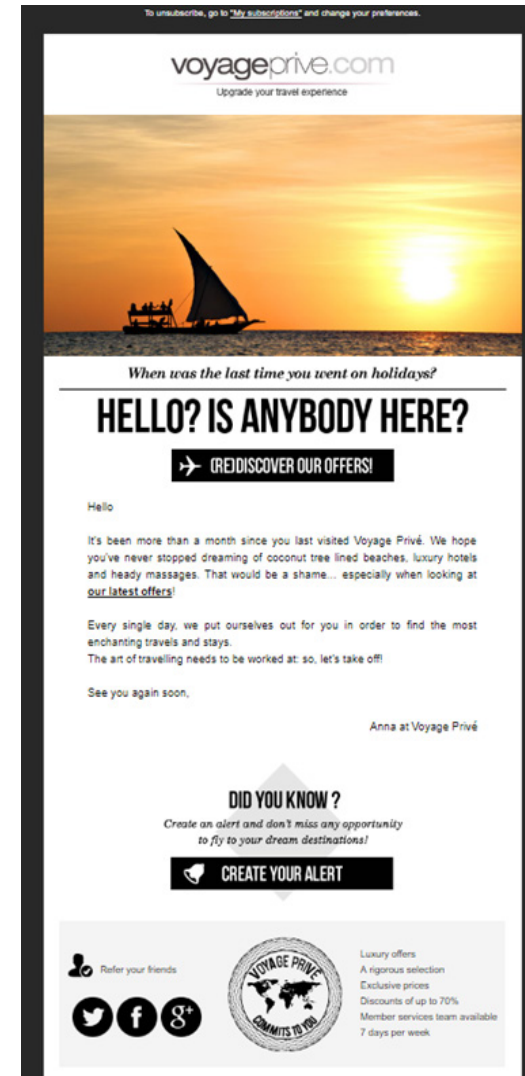 To unsubscribe, go to "My subscriptions" and change your preferences.
voyageprive.com
Upgrade your travel experience
When was the last time you went on holidays?
HELLO? IS ANYBODY HERE?
(RE)DISCOVER OUR OFFERS!
Hello
It's been more than a month since you last visited Voyage Privé. We hope
you've never stopped dreaming of coconut tree lined beaches, luxury hotels
and heady massages. That would be a shame... especially when looking at
our latest offers!
Every single day, we put ourselves out for you in order to find the most
enchanting travels and stays.
The art of travelling needs to be worked at: so, let's take off!
See you again soon,
Anna at Voyage Privé
DID YOU KNOW ?
Create an alert and don't miss any opportunity
to fly to your dream destinations!
CREATE YOUR ALERT
Refer your friends
g+
VOYAGE PRIVÉ
COMMITS TO YOU
Luxury offers
A rigorous selection
Exclusive prices
Discounts of up to 70%
Member services team available
7 days per week